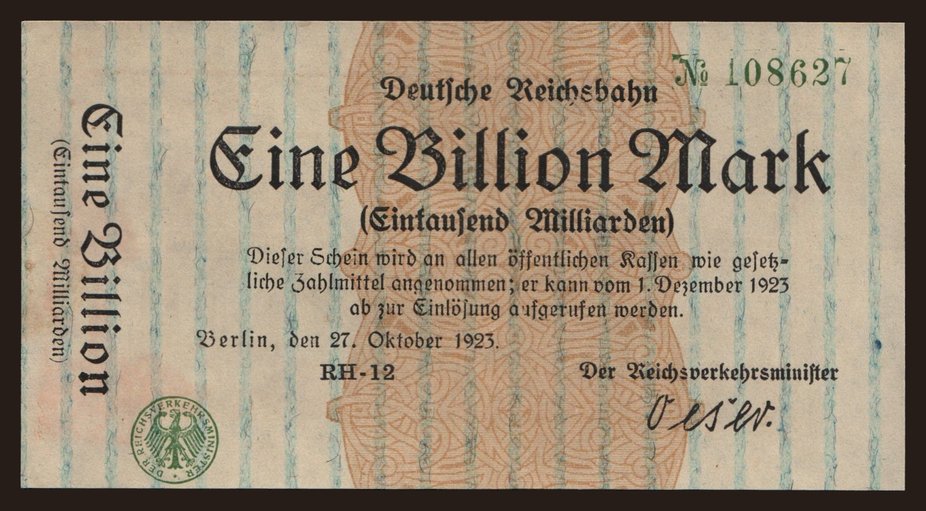 № 108627
Deutsche Reichsbahn
Eine Billion Mark
(Eintausend Milliarden)
Dieser Schein wird an allen öffentlichen Kassen wie gesetz-
liche Zahlmittel angenommen; er kann vom 1. Dezember 1923
ab zur Einlösung aufgerufen werden.
Berlin, den 27. Oktober 1923.
RH-12
Der Reichsverkehrsminister
Oeser.
Eine Billion
(Eintausend Milliarden)
DER REICHSVERKEHRSMINISTER